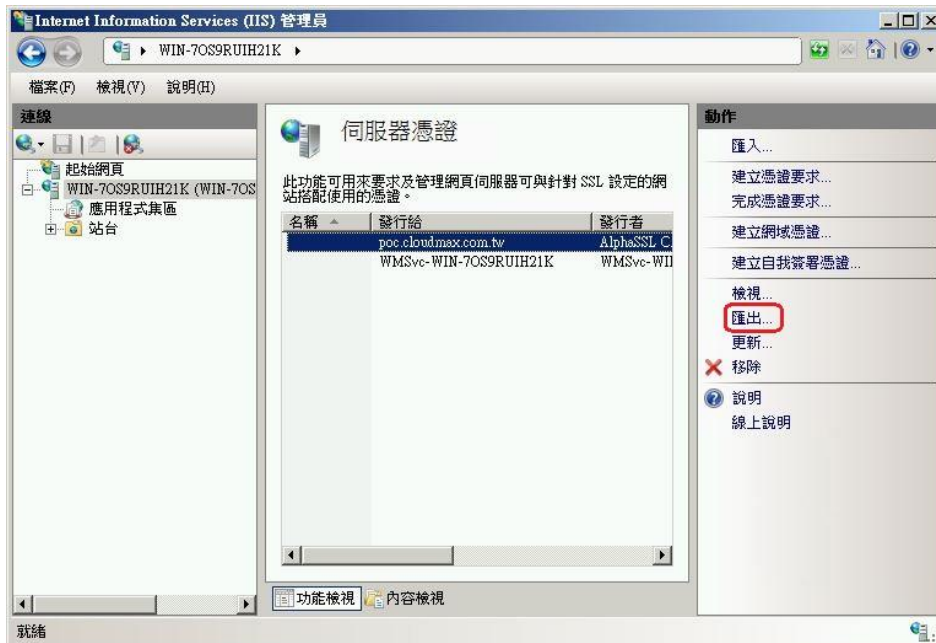 Internet Information Services (IIS) 管理員
WIN-7OS9RUIH21K
檔案(F) 檢視(V) 說明(H)
連線
起始網頁
WIN-7OS9RUIH21K (WIN-7OS
應用程式集區
站台
伺服器憑證
此功能可用來要求及管理網頁伺服器可與針對 SSL 設定的網
站搭配使用的憑證。
名稱 發行給 發行者
poc.cloudmax.com.tw AlphaSSL C
WMSvc-WIN-7OS9RUIH21K WMSvc-WI
功能檢視 內容檢視
動作
匯入...
建立憑證要求...
完成憑證要求...
建立網域憑證...
建立自我簽署憑證...
檢視...
匯出...
更新...
移除
說明
線上說明
就緒